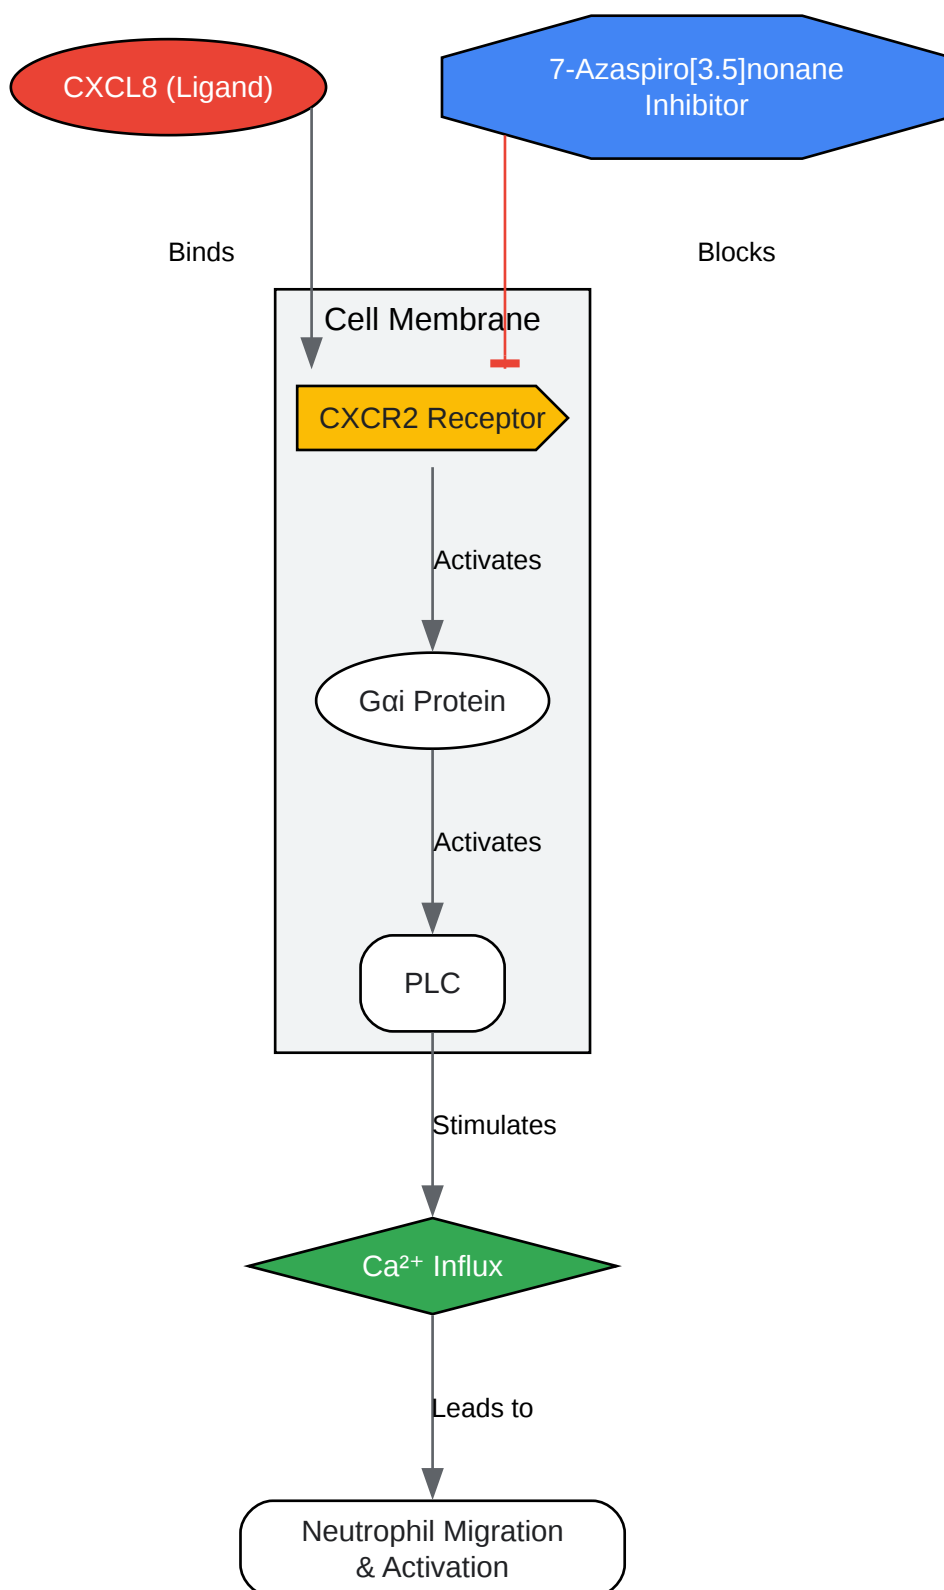 CXCL8 (Ligand)
7-Azaspiro[3.5]nonane
Inhibitor
Binds
Blocks
Cell Membrane
CXCR2 Receptor
Activates
Gαi Protein
Activates
PLC
Stimulates
Ca²⁺ Influx
Leads to
Neutrophil Migration
& Activation